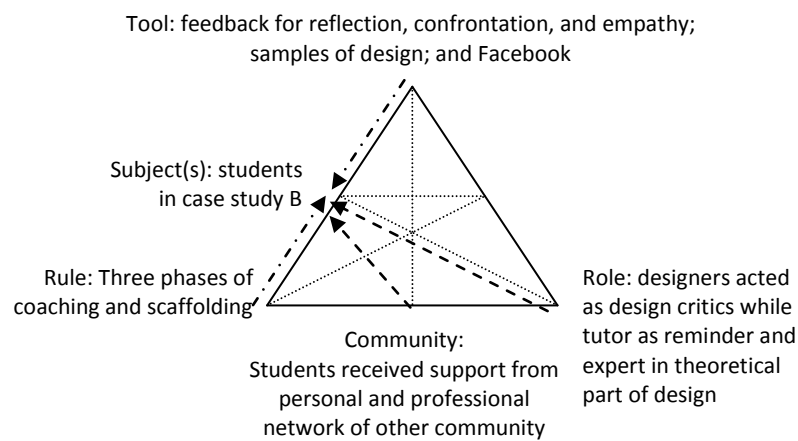 Tool: feedback for reflection, confrontation, and empathy;
samples of design; and Facebook
Subject(s): students
in case study B
Rule: Three phases of
coaching and scaffolding
Community:
Students received support from
personal and professional
network of other community
Role: designers acted
as design critics while
tutor as reminder and
expert in theoretical
part of design